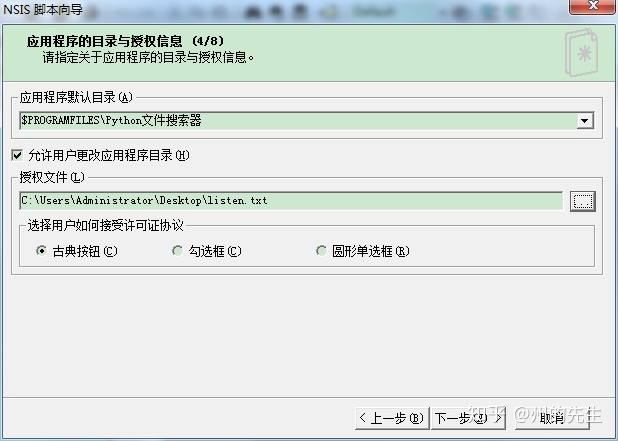 NSIS 脚本向导
应用程序的目录与授权信息 (4/8)
请指定关于应用程序的目录与授权信息。
应用程序默认目录(A)
$PROGRAMFILES\Python文件搜索器
允许用户更改应用程序目录(H)
授权文件(L)
C:\Users\Administrator\Desktop\listen.txt
...
选择用户如何接受许可证协议
古典按钮(C) 勾选框(C) 圆形单选框(R)
< 上一步(B) 下一步(N) > 取消
知乎 @州的先生